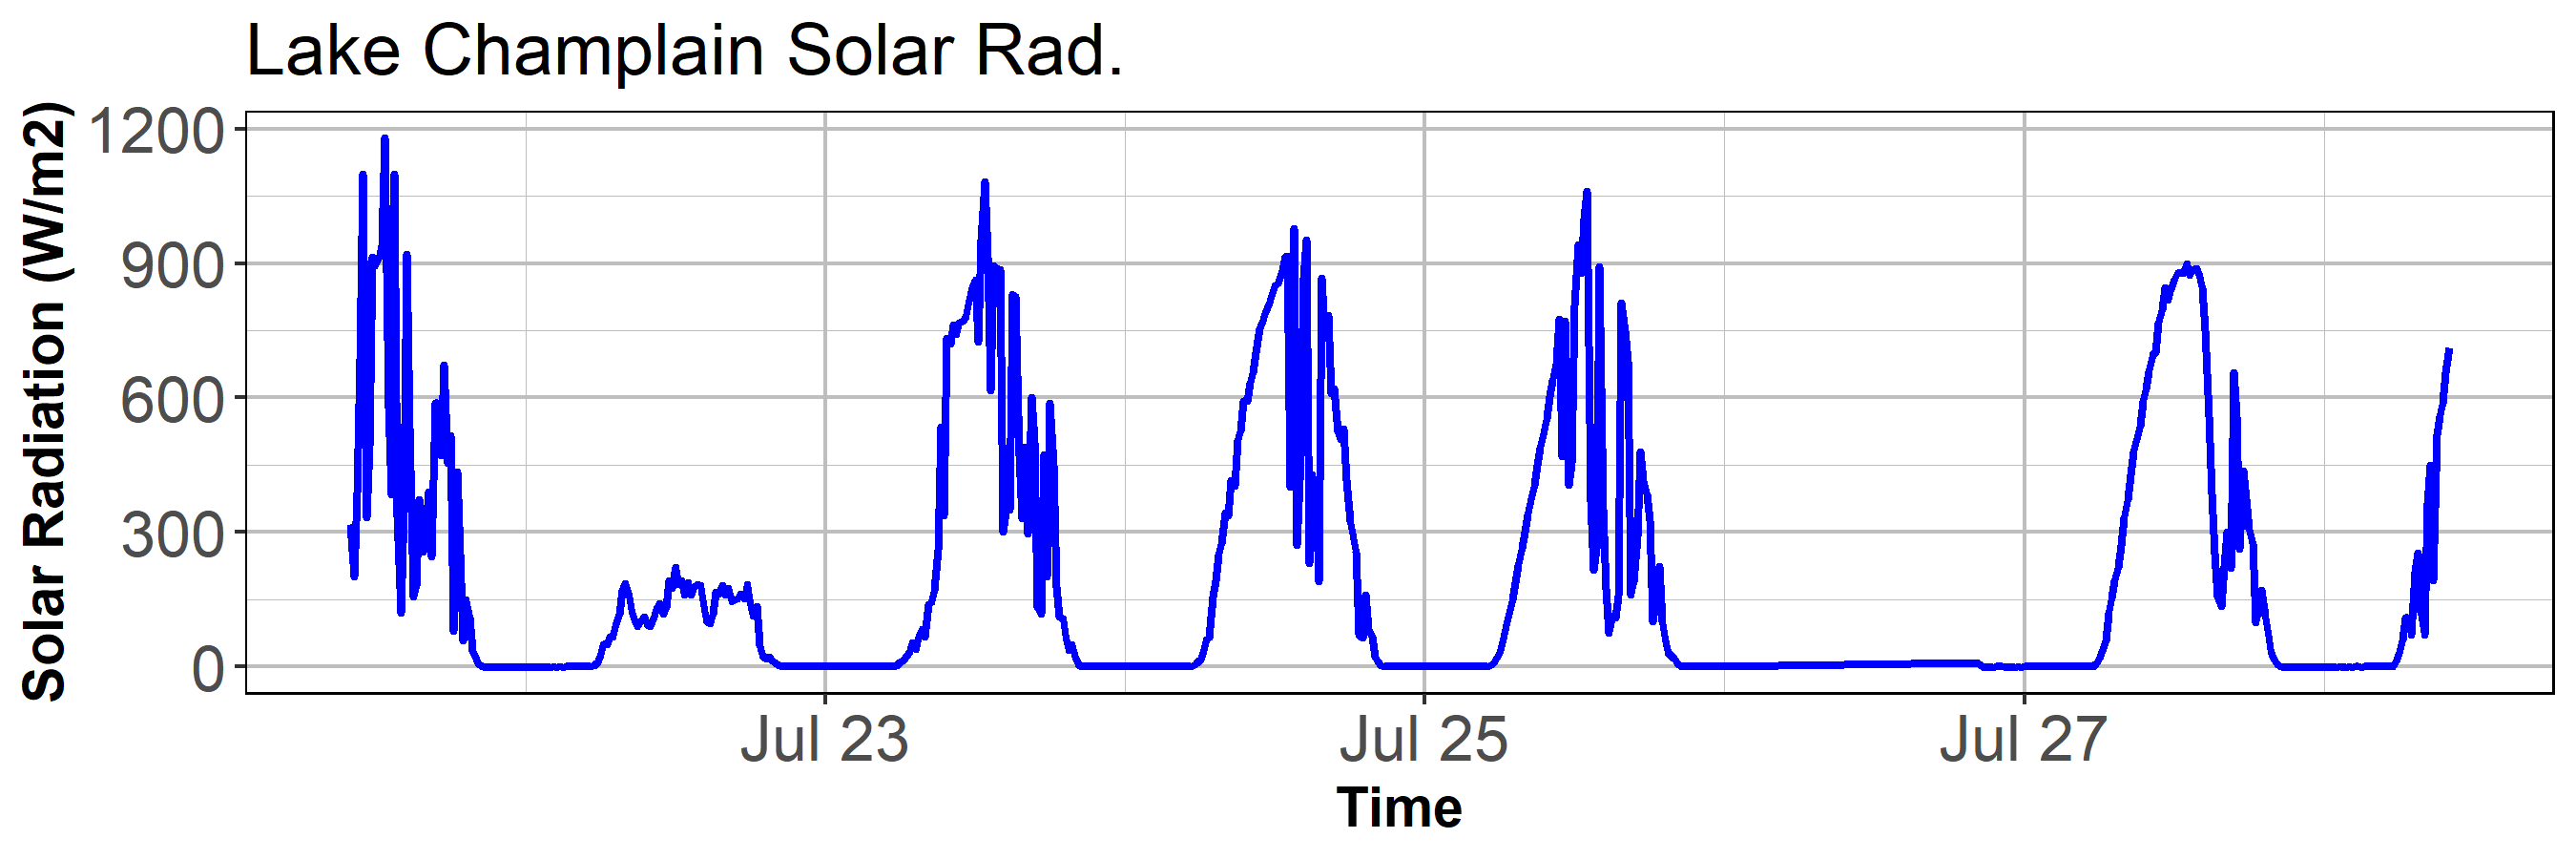 Lake Champlain Solar Rad.
Solar Radiation (W/m2)
1200
900
600
300
0
Jul 23 Jul 25 Jul 27
Time